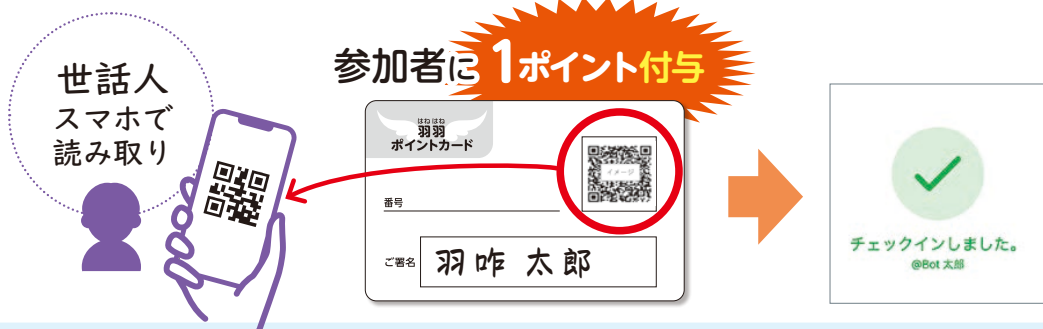 世話人
スマホで
読み取り
参加者に1ポイント付与
はねはね
羽羽
ポイントカード
イメージ
番号
ご署名 羽咋 太郎
チェックインしました。
@Bot 太郎